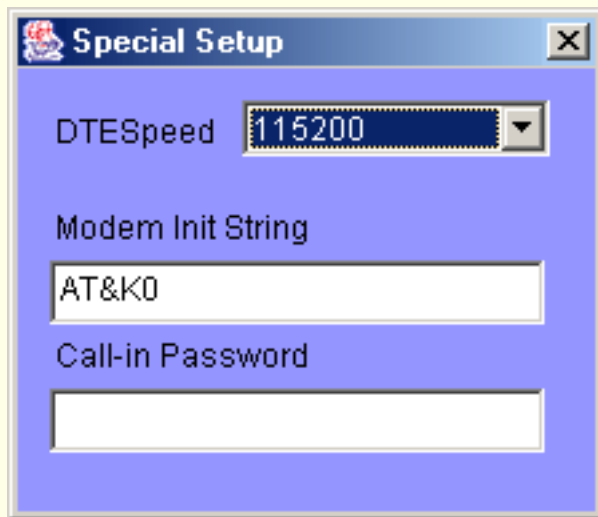 Special Setup
DTESpeed 115200
Modem Init String
AT&K0
Call-in Password